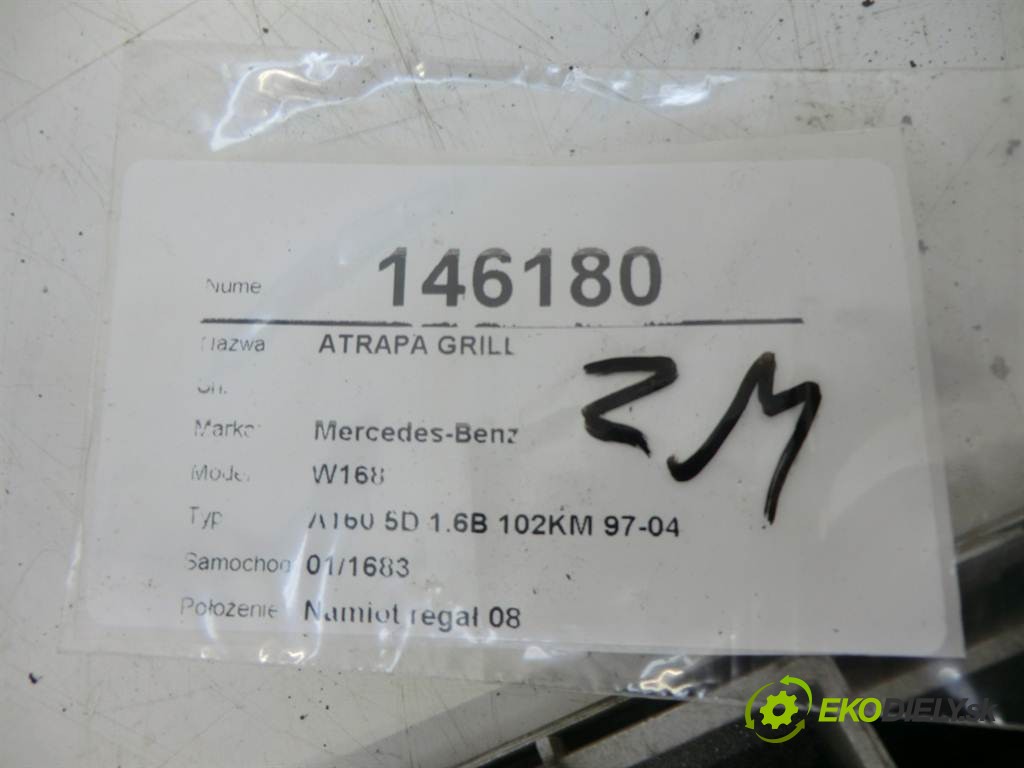 Nume 146180
Nazwa ATRAPA GRILL
Marka Mercedes-Benz
Model W168
Typ A160 5D 1.6B 102KM 97-04
Samochod 01/1683
Położenie Namiot regał 08
ZM
EKODIELY.sk